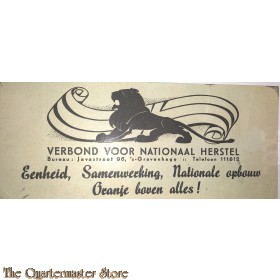 VERBOND VOOR NATIONAAL HERSTEL
Bureau: Javastraat 66, 's-Gravenhage :: Telefoon 111612
Eenheid, Samenwerking, Nationale opbouw
Oranje boven alles!
The Quartermaster Store